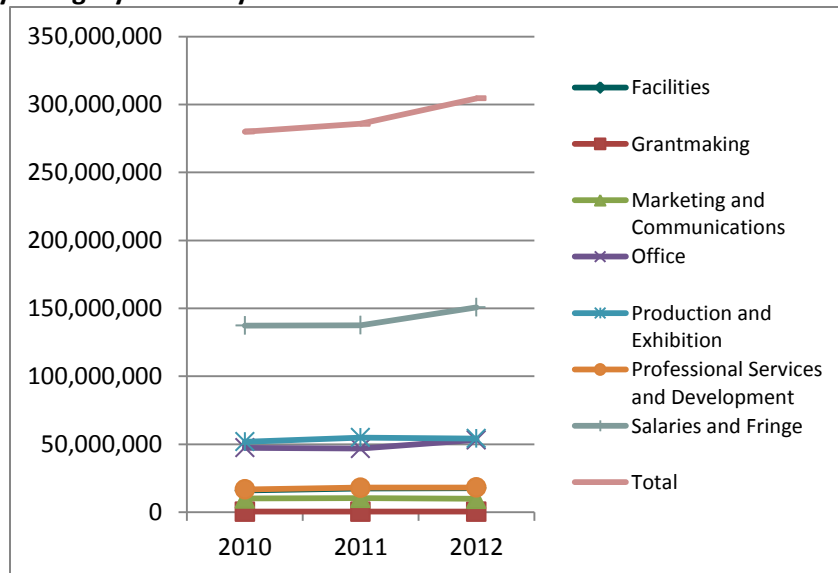 350,000,000
300,000,000
250,000,000
200,000,000
150,000,000
100,000,000
50,000,000
0
2010 2011 2012
Facilities
Grantmaking
Marketing and
Communications
Office
Production and
Exhibition
Professional Services
and Development
Salaries and Fringe
Total